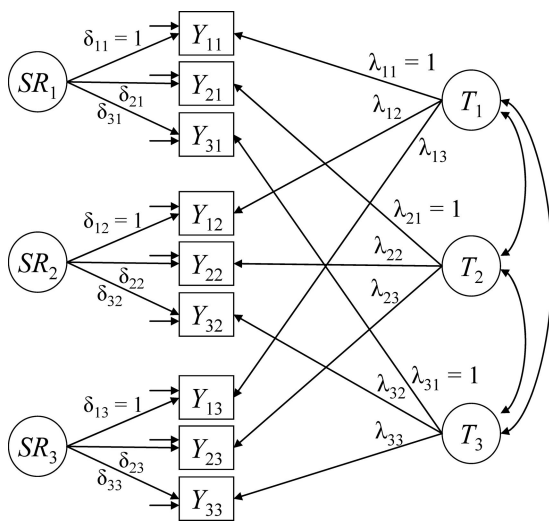 δ₁₁ = 1
Y₁₁
SR₁
δ₂₁
Y₂₁
δ₃₁
Y₃₁
λ₁₁ = 1
λ₁₂
λ₁₃
T₁
δ₁₂ = 1
Y₁₂
SR₂
δ₂₂
Y₂₂
δ₃₂
Y₃₂
λ₂₁ = 1
λ₂₂
λ₂₃
T₂
δ₁₃ = 1
Y₁₃
SR₃
δ₂₃
Y₂₃
δ₃₃
Y₃₃
λ₃₁ = 1
λ₃₂
λ₃₃
T₃